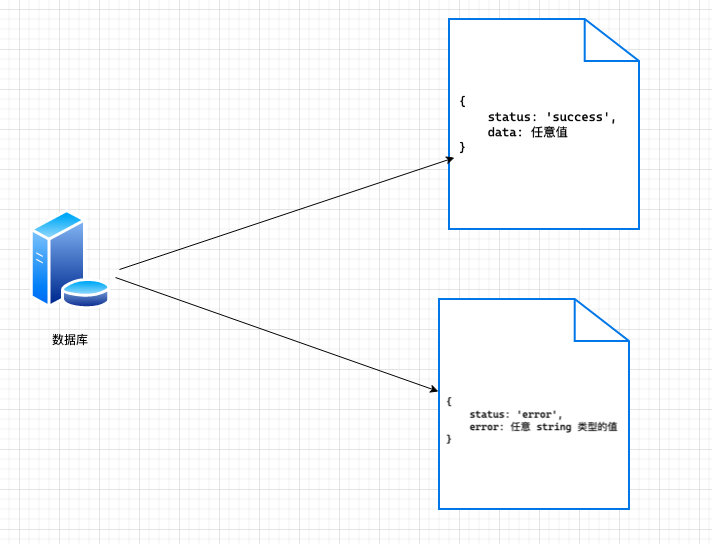 {
    status: 'success',
    data: 任意值
}
数据库
{
    status: 'error',
    error: 任意 string 类型的值
}